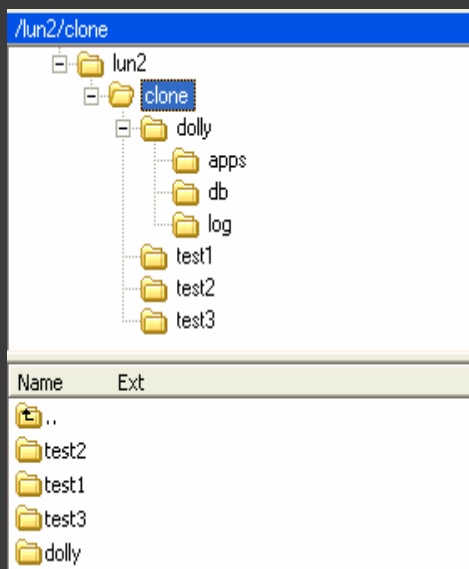 /lun2/clone
lun2
clone
dolly
apps
db
log
test1
test2
test3
Name Ext
..
test2
test1
test3
dolly